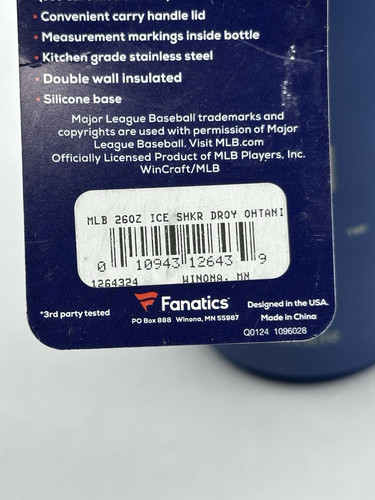 Convenient carry handle lid
Measurement markings inside bottle
Kitchen grade stainless steel
Double wall insulated
Silicone base
Major League Baseball trademarks and
copyrights are used with permission of Major
League Baseball. Visit MLB.com
Officially Licensed Product of MLB Players, Inc.
WinCraft/MLB
MLB 26OZ ICE SHKR DROY OHTANI
0 10943 12643 9
1264324 WINONA, MN
*3rd party tested
Fanatics
PO Box 888 Winona, MN 55987
Designed in the USA.
Made in China
Q0124 1096028